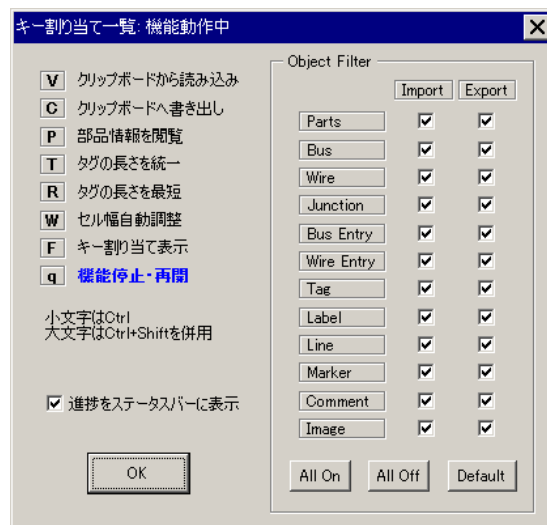 キー割り当て一覧: 機能動作中
V クリップボードから読み込み
C クリップボードへ書き出し
P 部品情報を閲覧
T タグの長さを統一
R タグの長さを最短
W セル幅自動調整
F キー割り当て表示
q 機能停止・再開
小文字はCtrl
大文字はCtrl+Shiftを併用
進捗をステータスバーに表示
OK
Object Filter
Import Export
Parts
Bus
Wire
Junction
Bus Entry
Wire Entry
Tag
Label
Line
Marker
Comment
Image
All On All Off Default